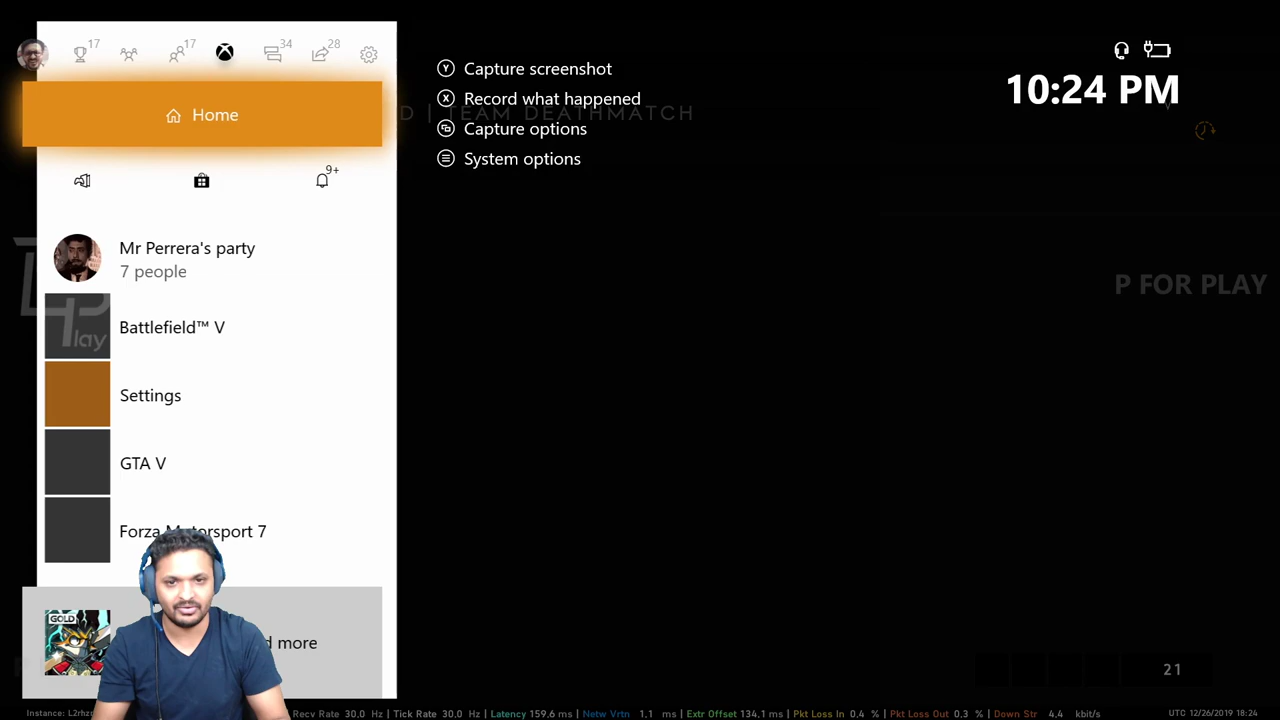 17
17
34
28
Home
9+
Mr Perrera's party
7 people
Battlefield™ V
Settings
GTA V
Forza Motorsport 7
GOLD
d more
Capture screenshot
Record what happened
Capture options
System options
D | TEAM DEATHMATCH
10:24 PM
P FOR PLAY
lay
21
Instance: L2rhz
Recv Rate 30,0 Hz | Tick Rate 30,0 Hz | Latency 159,6 ms | Netw Vrtn 1,1 ms | Extr Offset 134,1 ms | Pkt Loss In 0,4 % | Pkt Loss Out 0,3 % | Down Str 4,4 kbit/s
UTC 12/26/2019 18:24